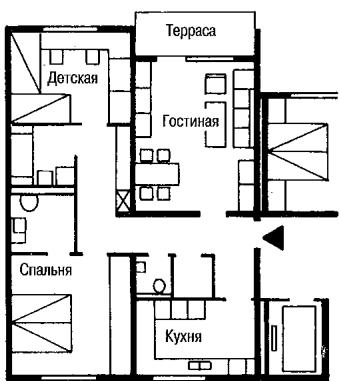 Терраса
Детская
Гостиная
Спальня
Кухня